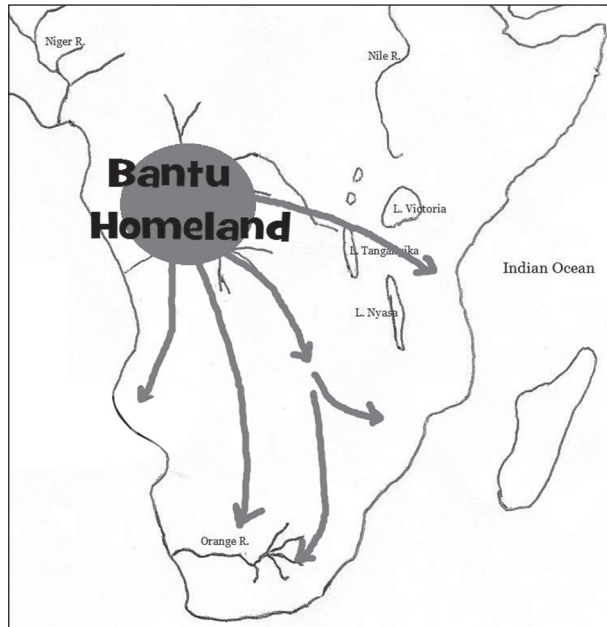 Niger R.
Nile R.
Bantu
Homeland
L. Victoria
L. Tanganyika
Indian Ocean
L. Nyasa
Orange R.